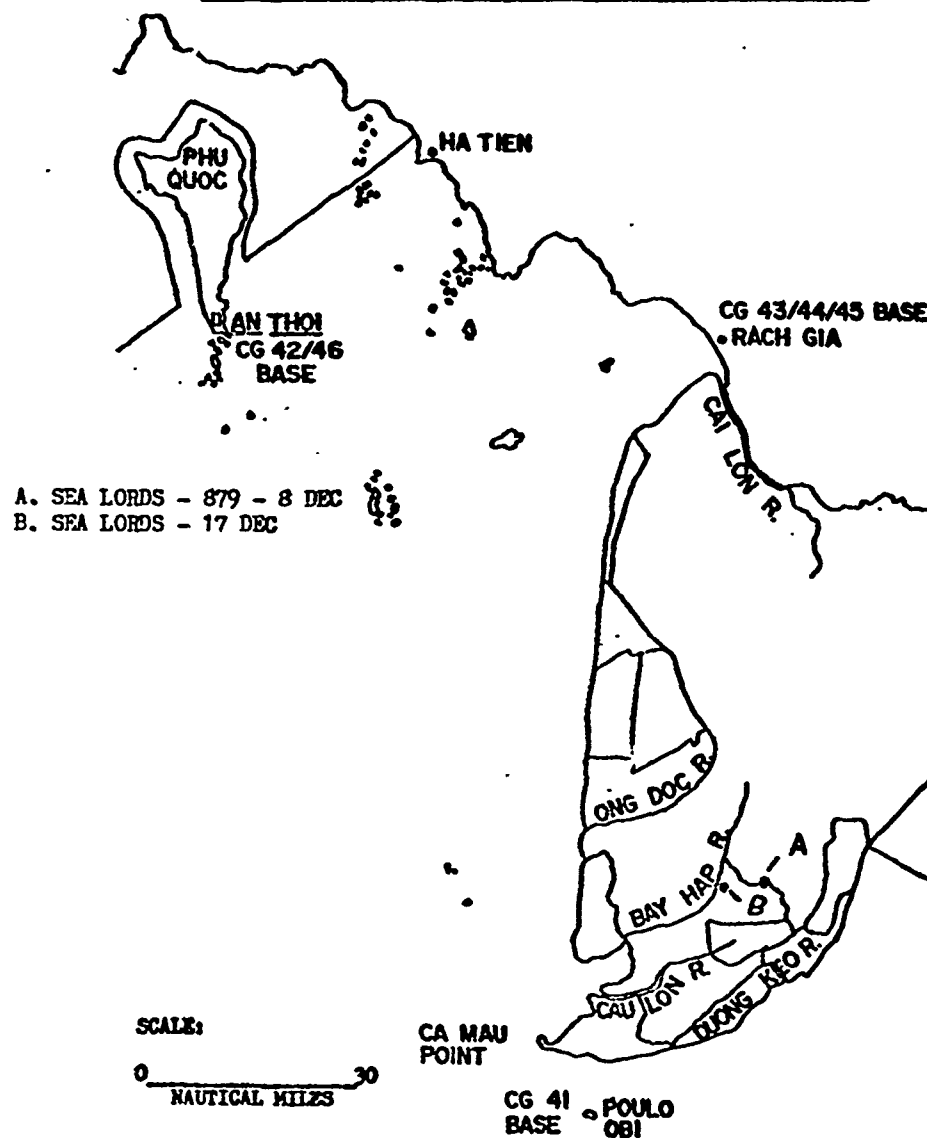 HA TIEN
PHU
QUOC
AN THOI
CG 42/46
BASE
CG 43/44/45 BASE
RACH GIA
CAI LON R.
A. SEA LORDS - 879 - 8 DEC
B. SEA LORDS - 17 DEC
ONG DOC R.
A
BAY HAP R.
B
CAU LON R.
DUONG KEO R.
SCALE:
0 30
NAUTICAL MILES
CA MAU
POINT
CG 41
BASE
POULO
OBI